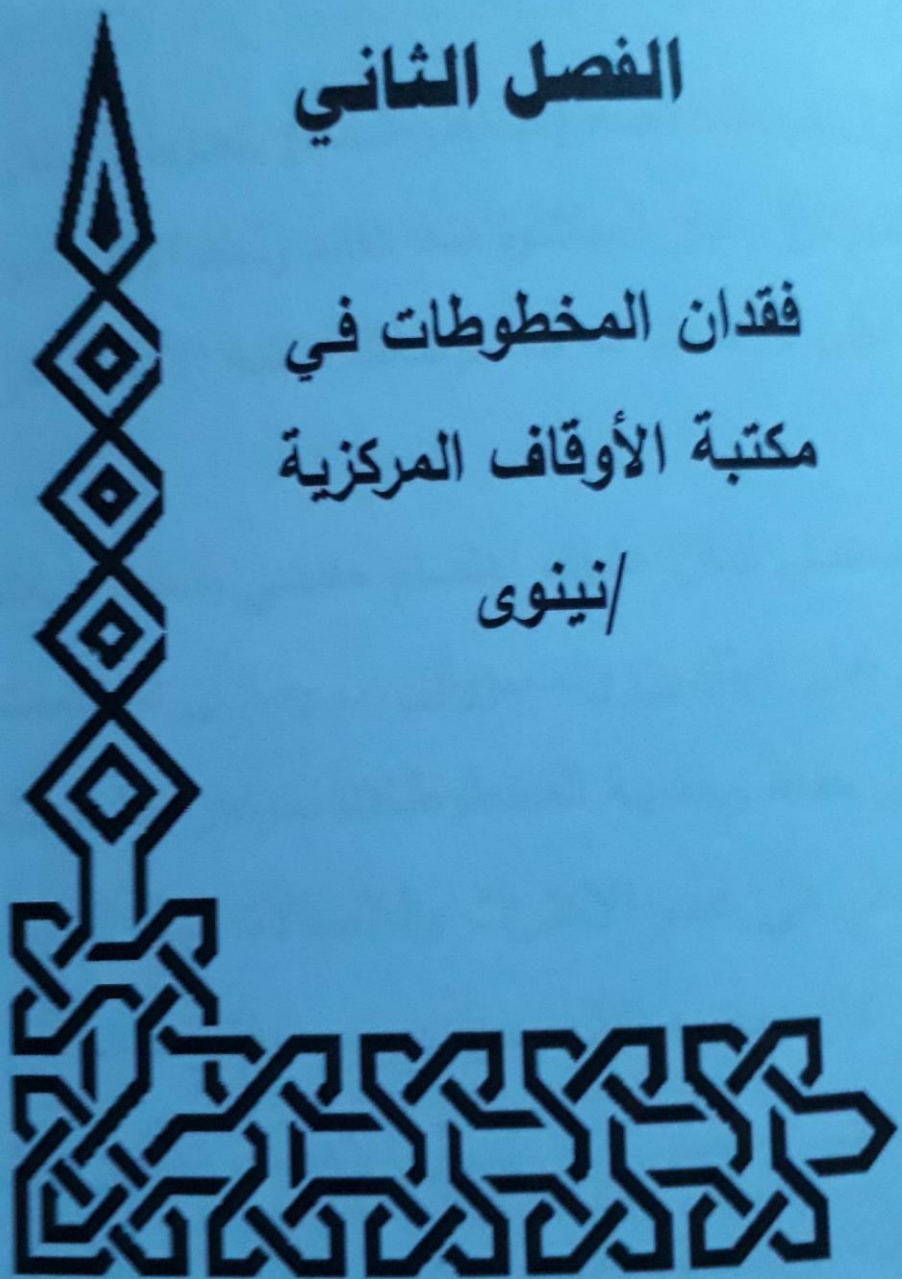 الفصل الثاني
فقدان المخطوطات في
مكتبة الأوقاف المركزية
/نينوى